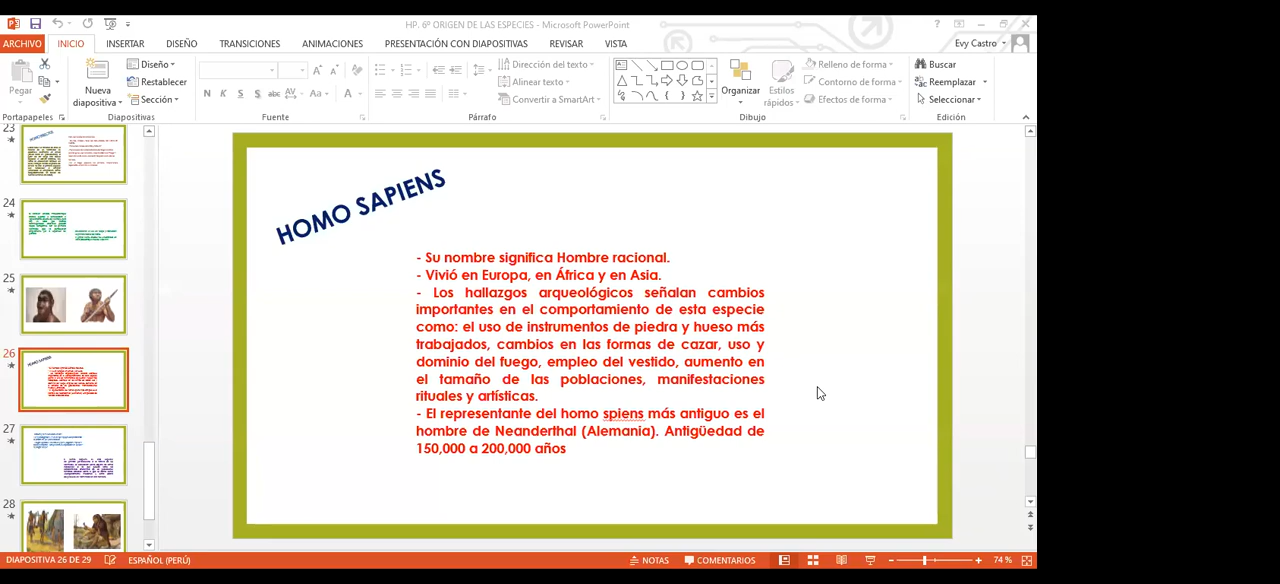 HP. 6º ORIGEN DE LAS ESPECIES - Microsoft PowerPoint
ARCHIVO INICIO INSERTAR DISEÑO TRANSICIONES ANIMACIONES PRESENTACIÓN CON DIAPOSITIVAS REVISAR VISTA Evy Castro
Pegar
Portapapeles
Nueva
diapositiva
Diseño
Restablecer
Sección
Diapositivas
N K S S abc AV Aa A
Fuente
Dirección del texto
Alinear texto
Convertir a SmartArt
Párrafo
Organizar
Estilos
rápidos
Relleno de forma
Contorno de forma
Efectos de forma
Dibujo
Buscar
Reemplazar
Seleccionar
Edición
23
24
25
26
HOMO SAPIENS
27
28
HOMO SAPIENS
- Su nombre significa Hombre racional.
- Vivió en Europa, en África y en Asia.
- Los hallazgos arqueológicos señalan cambios
importantes en el comportamiento de esta especie
como: el uso de instrumentos de piedra y hueso más
trabajados, cambios en las formas de cazar, uso y
dominio del fuego, empleo del vestido, aumento en
el tamaño de las poblaciones, manifestaciones
rituales y artísticas.
- El representante del homo spiens más antiguo es el
hombre de Neanderthal (Alemania). Antigüedad de
150,000 a 200,000 años
DIAPOSITIVA 26 DE 29 ESPAÑOL (PERÚ) NOTAS COMENTARIOS 74 %